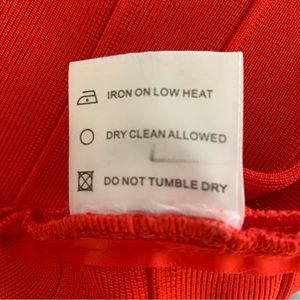 IRON ON LOW HEAT
DRY CLEAN ALLOWED
DO NOT TUMBLE DRY